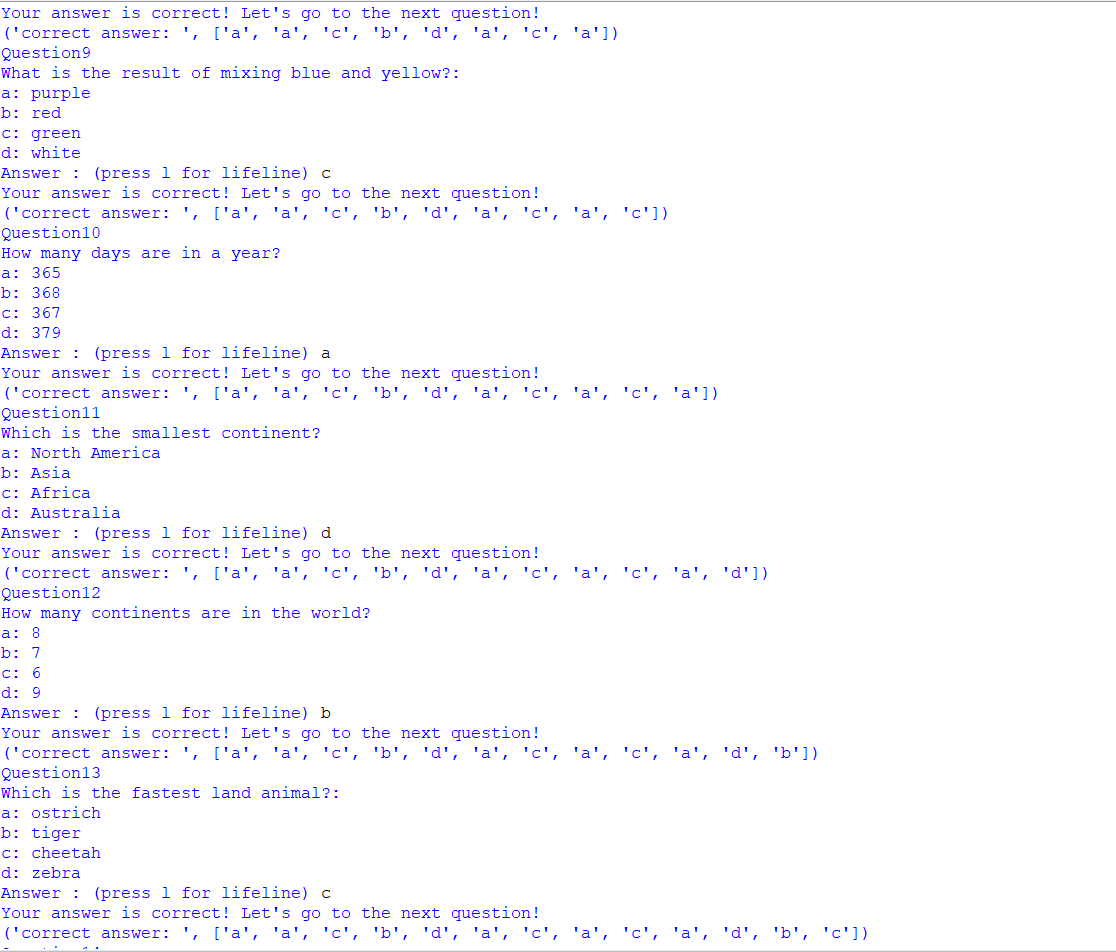 Your answer is correct! Let's go to the next question!
('correct answer: ', ['a', 'a', 'c', 'b', 'd', 'a', 'c', 'a'])
Question9
What is the result of mixing blue and yellow?:
a: purple
b: red
c: green
d: white
Answer : (press l for lifeline) c
Your answer is correct! Let's go to the next question!
('correct answer: ', ['a', 'a', 'c', 'b', 'd', 'a', 'c', 'a', 'c'])
Question10
How many days are in a year?
a: 365
b: 368
c: 367
d: 379
Answer : (press l for lifeline) a
Your answer is correct! Let's go to the next question!
('correct answer: ', ['a', 'a', 'c', 'b', 'd', 'a', 'c', 'a', 'c', 'a'])
Question11
Which is the smallest continent?
a: North America
b: Asia
c: Africa
d: Australia
Answer : (press l for lifeline) d
Your answer is correct! Let's go to the next question!
('correct answer: ', ['a', 'a', 'c', 'b', 'd', 'a', 'c', 'a', 'c', 'a', 'd'])
Question12
How many continents are in the world?
a: 8
b: 7
c: 6
d: 9
Answer : (press l for lifeline) b
Your answer is correct! Let's go to the next question!
('correct answer: ', ['a', 'a', 'c', 'b', 'd', 'a', 'c', 'a', 'c', 'a', 'd', 'b'])
Question13
Which is the fastest land animal?:
a: ostrich
b: tiger
c: cheetah
d: zebra
Answer : (press l for lifeline) c
Your answer is correct! Let's go to the next question!
('correct answer: ', ['a', 'a', 'c', 'b', 'd', 'a', 'c', 'a', 'c', 'a', 'd', 'b', 'c'])